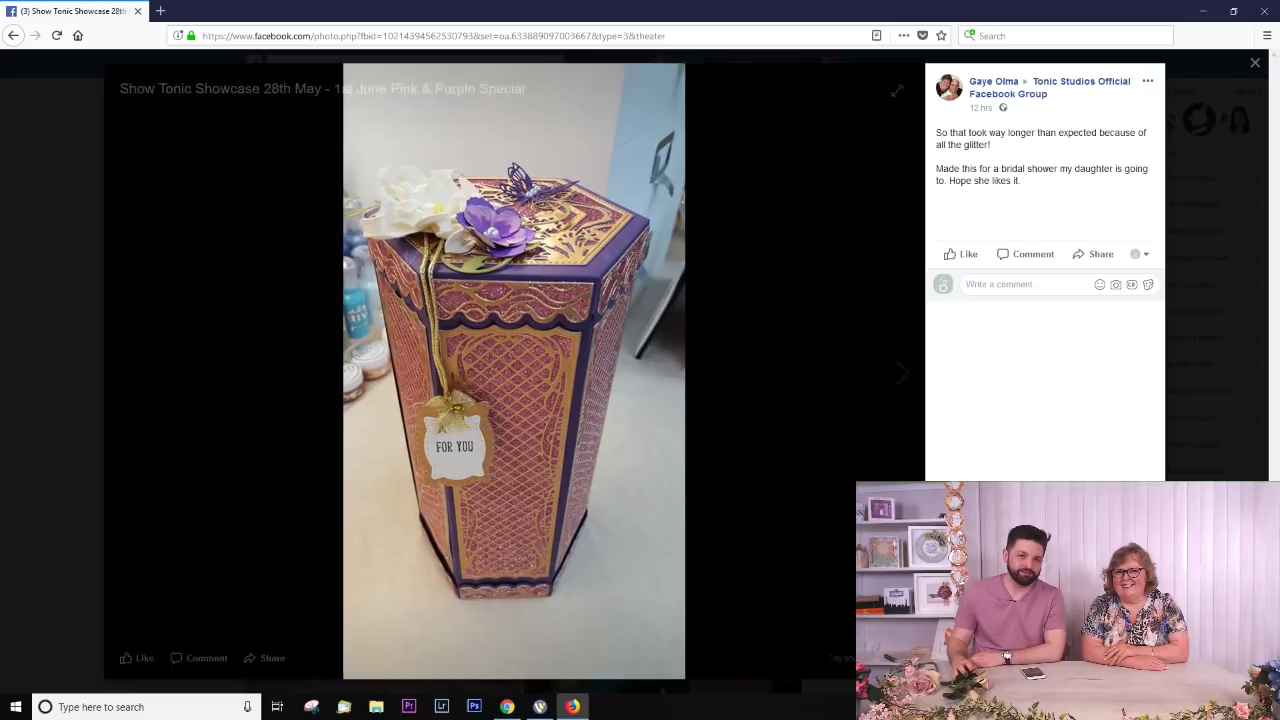 (3) Tonic Showcase 28th
https://www.facebook.com/photo.php?fbid=10214394562530793&set=oa.633889097003667&type=3&theater
Search
Show Tonic Showcase 28th May - 1st June Pink & Purple Special
Gaye Olma ▸ Tonic Studios Official
Facebook Group
12 hrs
So that took way longer than expected because of
all the glitter!
Made this for a bridal shower my daughter is going
to. Hope she likes it.
Like Comment Share
Write a comment...
FOR YOU
Like Comment Share
Type here to search
Pr
Lr
Ps